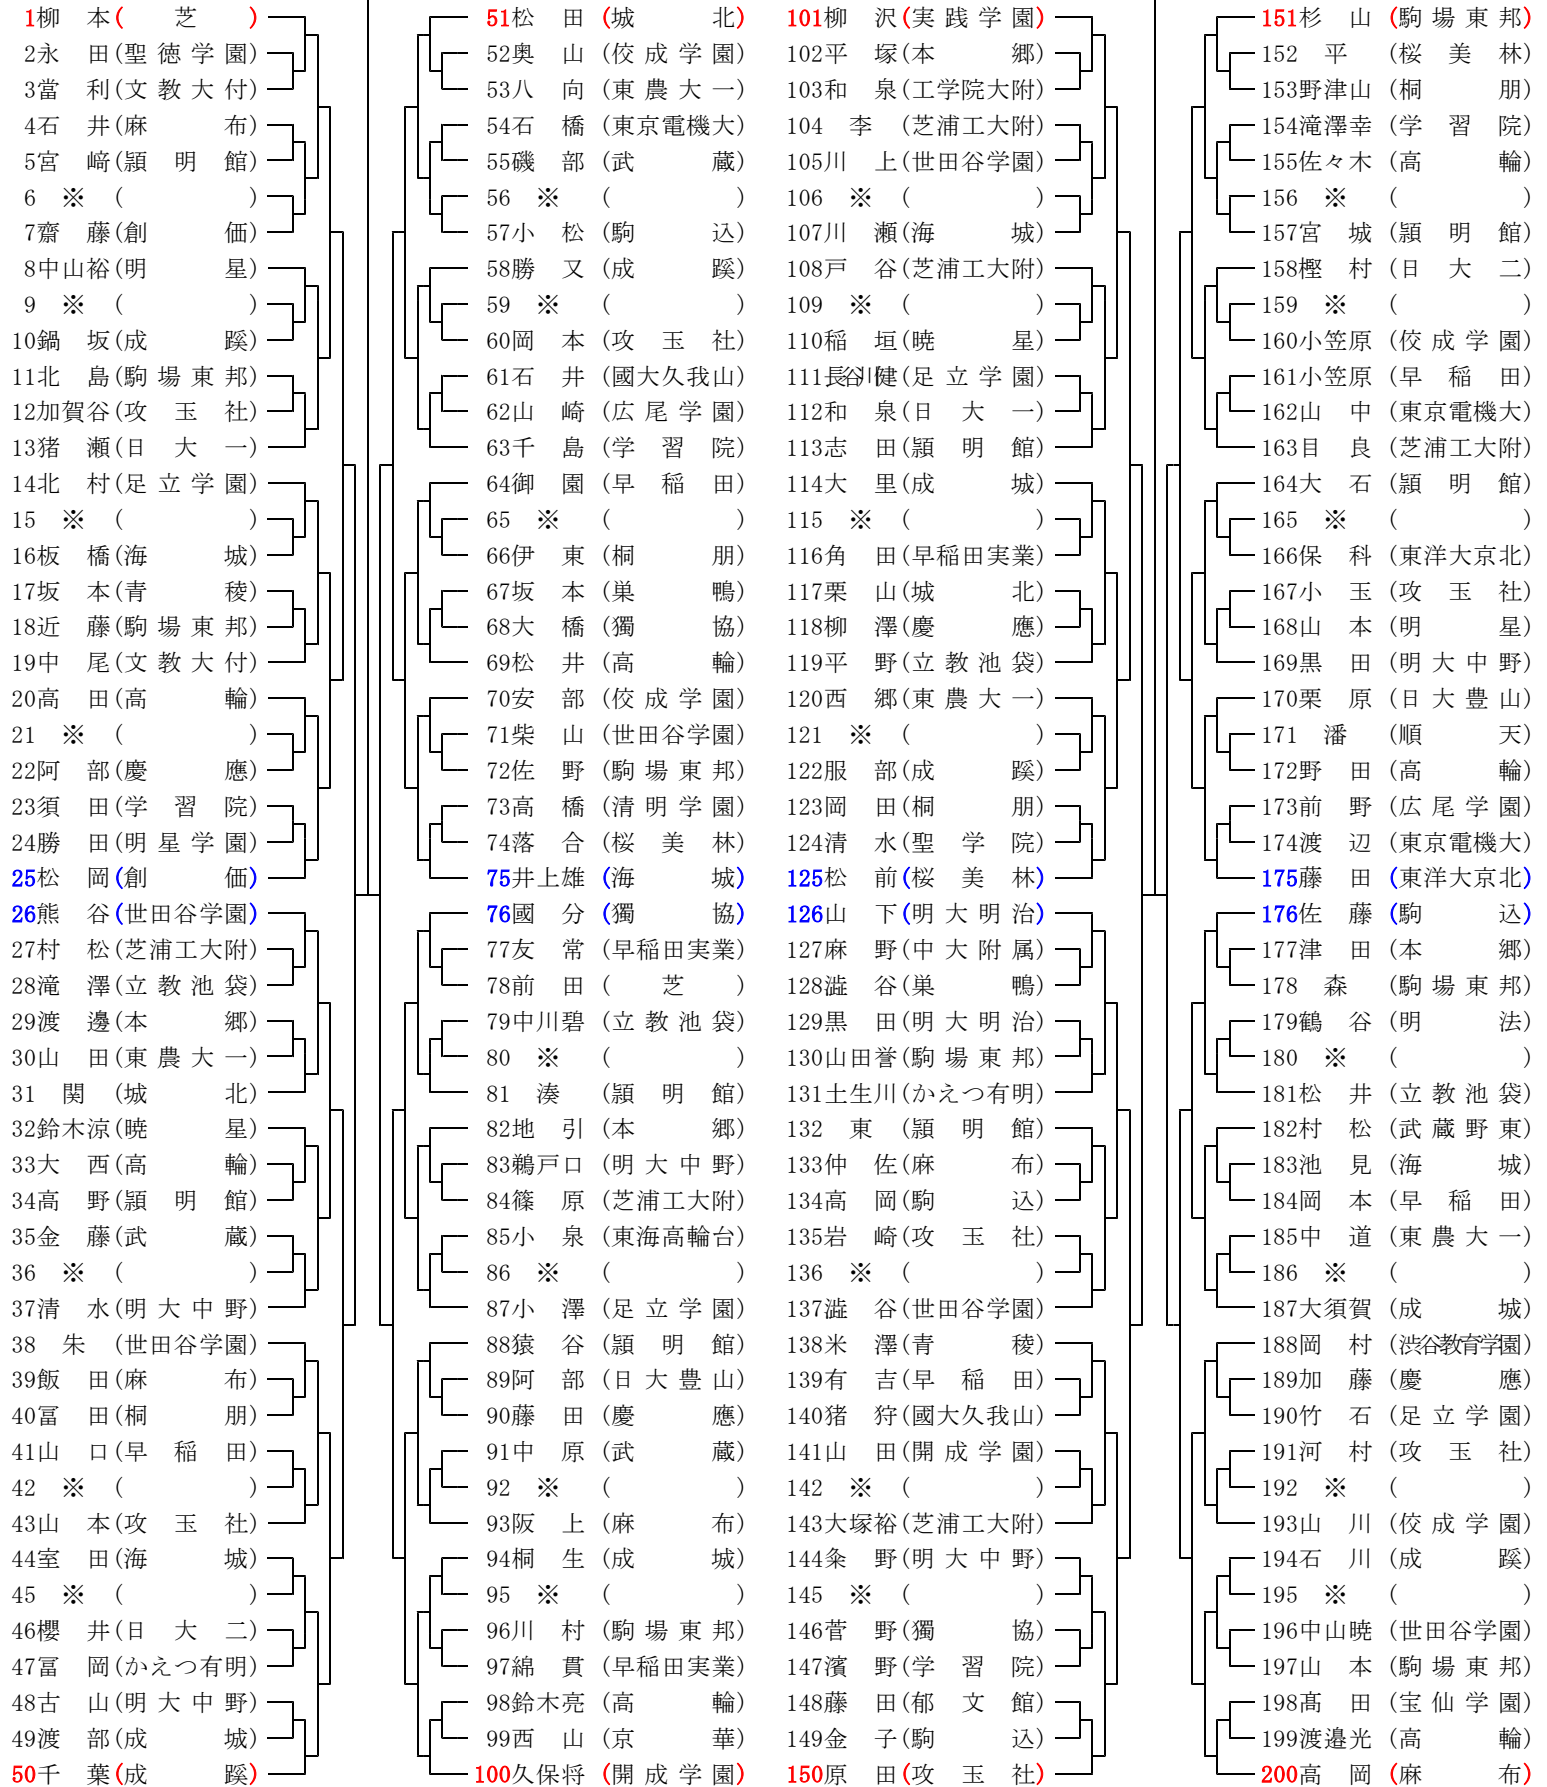 1柳　本(　芝　)
2永　田(聖徳学園)
3當　利(文教大付)
4石　井(麻　布)
5宮　﨑(頴明館)
6　※　(　　　)
7齋　藤(創　価)
8中山裕(明　星)
9　※　(　　　)
10鍋　坂(成　蹊)
11北　島(駒場東邦)
12加賀谷(攻玉社)
13猪　瀬(日大一)
14北　村(足立学園)
15　※　(　　　)
16板　橋(海　城)
17坂　本(青　稜)
18近　藤(駒場東邦)
19中　尾(文教大付)
20高　田(高　輪)
21　※　(　　　)
22阿　部(慶　應)
23須　田(学習院)
24勝　田(明星学園)
25松　岡(創　価)
26熊　谷(世田谷学園)
27村　松(芝浦工大附)
28滝　澤(立教池袋)
29渡　邊(本　郷)
30山　田(東農大一)
31　関　(城　北)
32鈴木涼(暁　星)
33大　西(高　輪)
34高　野(頴明館)
35金　藤(武　蔵)
36　※　(　　　)
37清　水(明大中野)
38　朱　(世田谷学園)
39飯　田(麻　布)
40冨　田(桐　朋)
41山　口(早稲田)
42　※　(　　　)
43山　本(攻玉社)
44室　田(海　城)
45　※　(　　　)
46櫻　井(日大二)
47冨　岡(かえつ有明)
48古　山(明大中野)
49渡　部(成　城)
50千　葉(成　蹊)
51松　田(城　北)
52奥　山(佼成学園)
53八　向(東農大一)
54石　橋(東京電機大)
55磯　部(武　蔵)
56　※　(　　　)
57小　松(駒　込)
58勝　又(成　蹊)
59　※　(　　　)
60岡　本(攻玉社)
61石　井(國大久我山)
62山　崎(広尾学園)
63千　島(学習院)
64御　園(早稲田)
65　※　(　　　)
66伊　東(桐　朋)
67坂　本(巣　鴨)
68大　橋(獨　協)
69松　井(高　輪)
70安　部(佼成学園)
71柴　山(世田谷学園)
72佐　野(駒場東邦)
73高　橋(清明学園)
74落　合(桜美林)
75井上雄(海　城)
76國　分(獨　協)
77友　常(早稲田実業)
78前　田(　芝　)
79中川碧(立教池袋)
80　※　(　　　)
81　湊　(頴明館)
82地　引(本　郷)
83鵜戸口(明大中野)
84篠　原(芝浦工大附)
85小　泉(東海高輪台)
86　※　(　　　)
87小　澤(足立学園)
88猿　谷(頴明館)
89阿　部(日大豊山)
90藤　田(慶　應)
91中　原(武　蔵)
92　※　(　　　)
93阪　上(麻　布)
94桐　生(成　城)
95　※　(　　　)
96川　村(駒場東邦)
97綿　貫(早稲田実業)
98鈴木亮(高　輪)
99西　山(京　華)
100久保将(開成学園)
101柳　沢(実践学園)
102平　塚(本　郷)
103和　泉(工学院大附)
104　李　(芝浦工大附)
105川　上(世田谷学園)
106　※　(　　　)
107川　瀬(海　城)
108戸　谷(芝浦工大附)
109　※　(　　　)
110稲　垣(暁　星)
111長谷川健(足立学園)
112和　泉(日大一)
113志　田(頴明館)
114大　里(成　城)
115　※　(　　　)
116角　田(早稲田実業)
117栗　山(城　北)
118柳　澤(慶　應)
119平　野(立教池袋)
120西　郷(東農大一)
121　※　(　　　)
122服　部(成　蹊)
123岡　田(桐　朋)
124清　水(聖学院)
125松　前(桜美林)
126山　下(明大明治)
127麻　野(中大附属)
128澁　谷(巣　鴨)
129黒　田(明大明治)
130山田誉(駒場東邦)
131土生川(かえつ有明)
132　東　(頴明館)
133仲　佐(麻　布)
134高　岡(駒　込)
135岩　崎(攻玉社)
136　※　(　　　)
137澁　谷(世田谷学園)
138米　澤(青　稜)
139有　吉(早稲田)
140猪　狩(國大久我山)
141山　田(開成学園)
142　※　(　　　)
143大塚裕(芝浦工大附)
144粂　野(明大中野)
145　※　(　　　)
146菅　野(獨　協)
147濱　野(学習院)
148藤　田(郁文館)
149金　子(駒　込)
150原　田(攻玉社)
151杉　山(駒場東邦)
152　平　(桜美林)
153野津山(桐　朋)
154滝澤幸(学習院)
155佐々木(高　輪)
156　※　(　　　)
157宮　城(頴明館)
158樫　村(日大二)
159　※　(　　　)
160小笠原(佼成学園)
161小笠原(早稲田)
162山　中(東京電機大)
163目　良(芝浦工大附)
164大　石(頴明館)
165　※　(　　　)
166保　科(東洋大京北)
167小　玉(攻玉社)
168山　本(明　星)
169黒　田(明大中野)
170栗　原(日大豊山)
171　潘　(順　天)
172野　田(高　輪)
173前　野(広尾学園)
174渡　辺(東京電機大)
175藤　田(東洋大京北)
176佐　藤(駒　込)
177津　田(本　郷)
178　森　(駒場東邦)
179鶴　谷(明　法)
180　※　(　　　)
181松　井(立教池袋)
182村　松(武蔵野東)
183池　見(海　城)
184岡　本(早稲田)
185中　道(東農大一)
186　※　(　　　)
187大須賀(成　城)
188岡　村(渋谷教育学園)
189加　藤(慶　應)
190竹　石(足立学園)
191河　村(攻玉社)
192　※　(　　　)
193山　川(佼成学園)
194石　川(成　蹊)
195　※　(　　　)
196中山暁(世田谷学園)
197山　本(駒場東邦)
198髙　田(宝仙学園)
199渡邉光(高　輪)
200高　岡(麻　布)